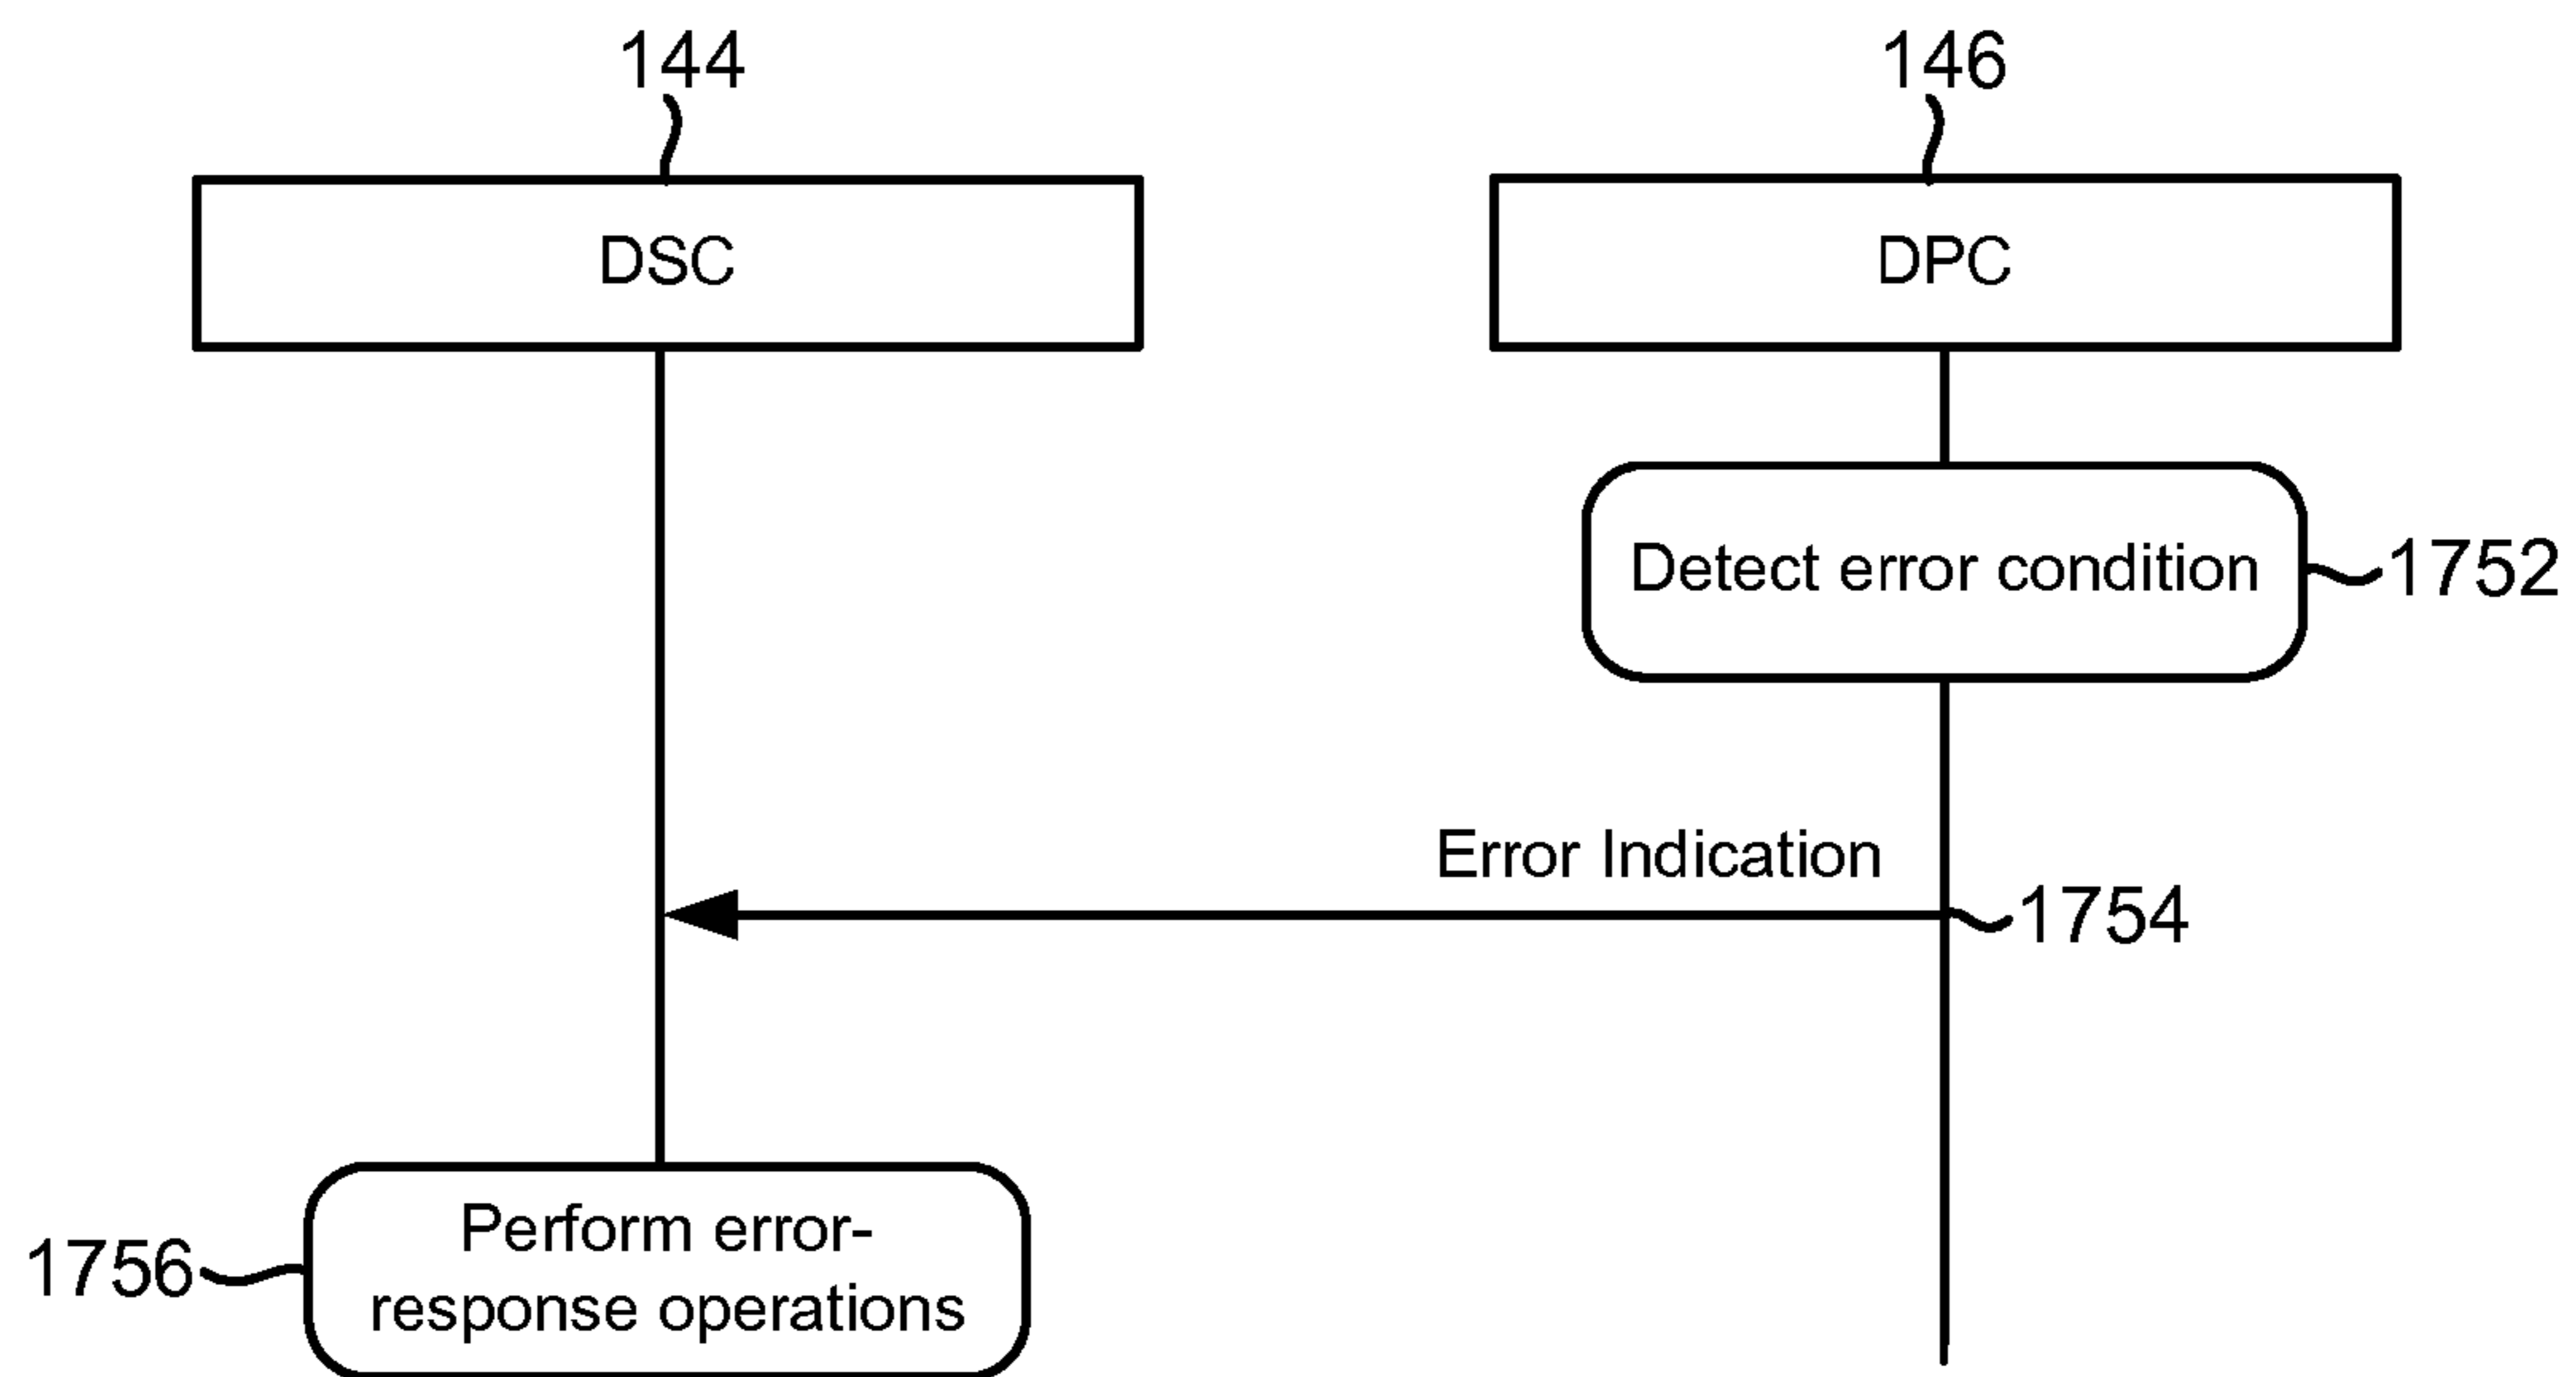 144
146
DSC
DPC
Detect error condition
1752
Error Indication
1754
Perform error-
response operations
1756